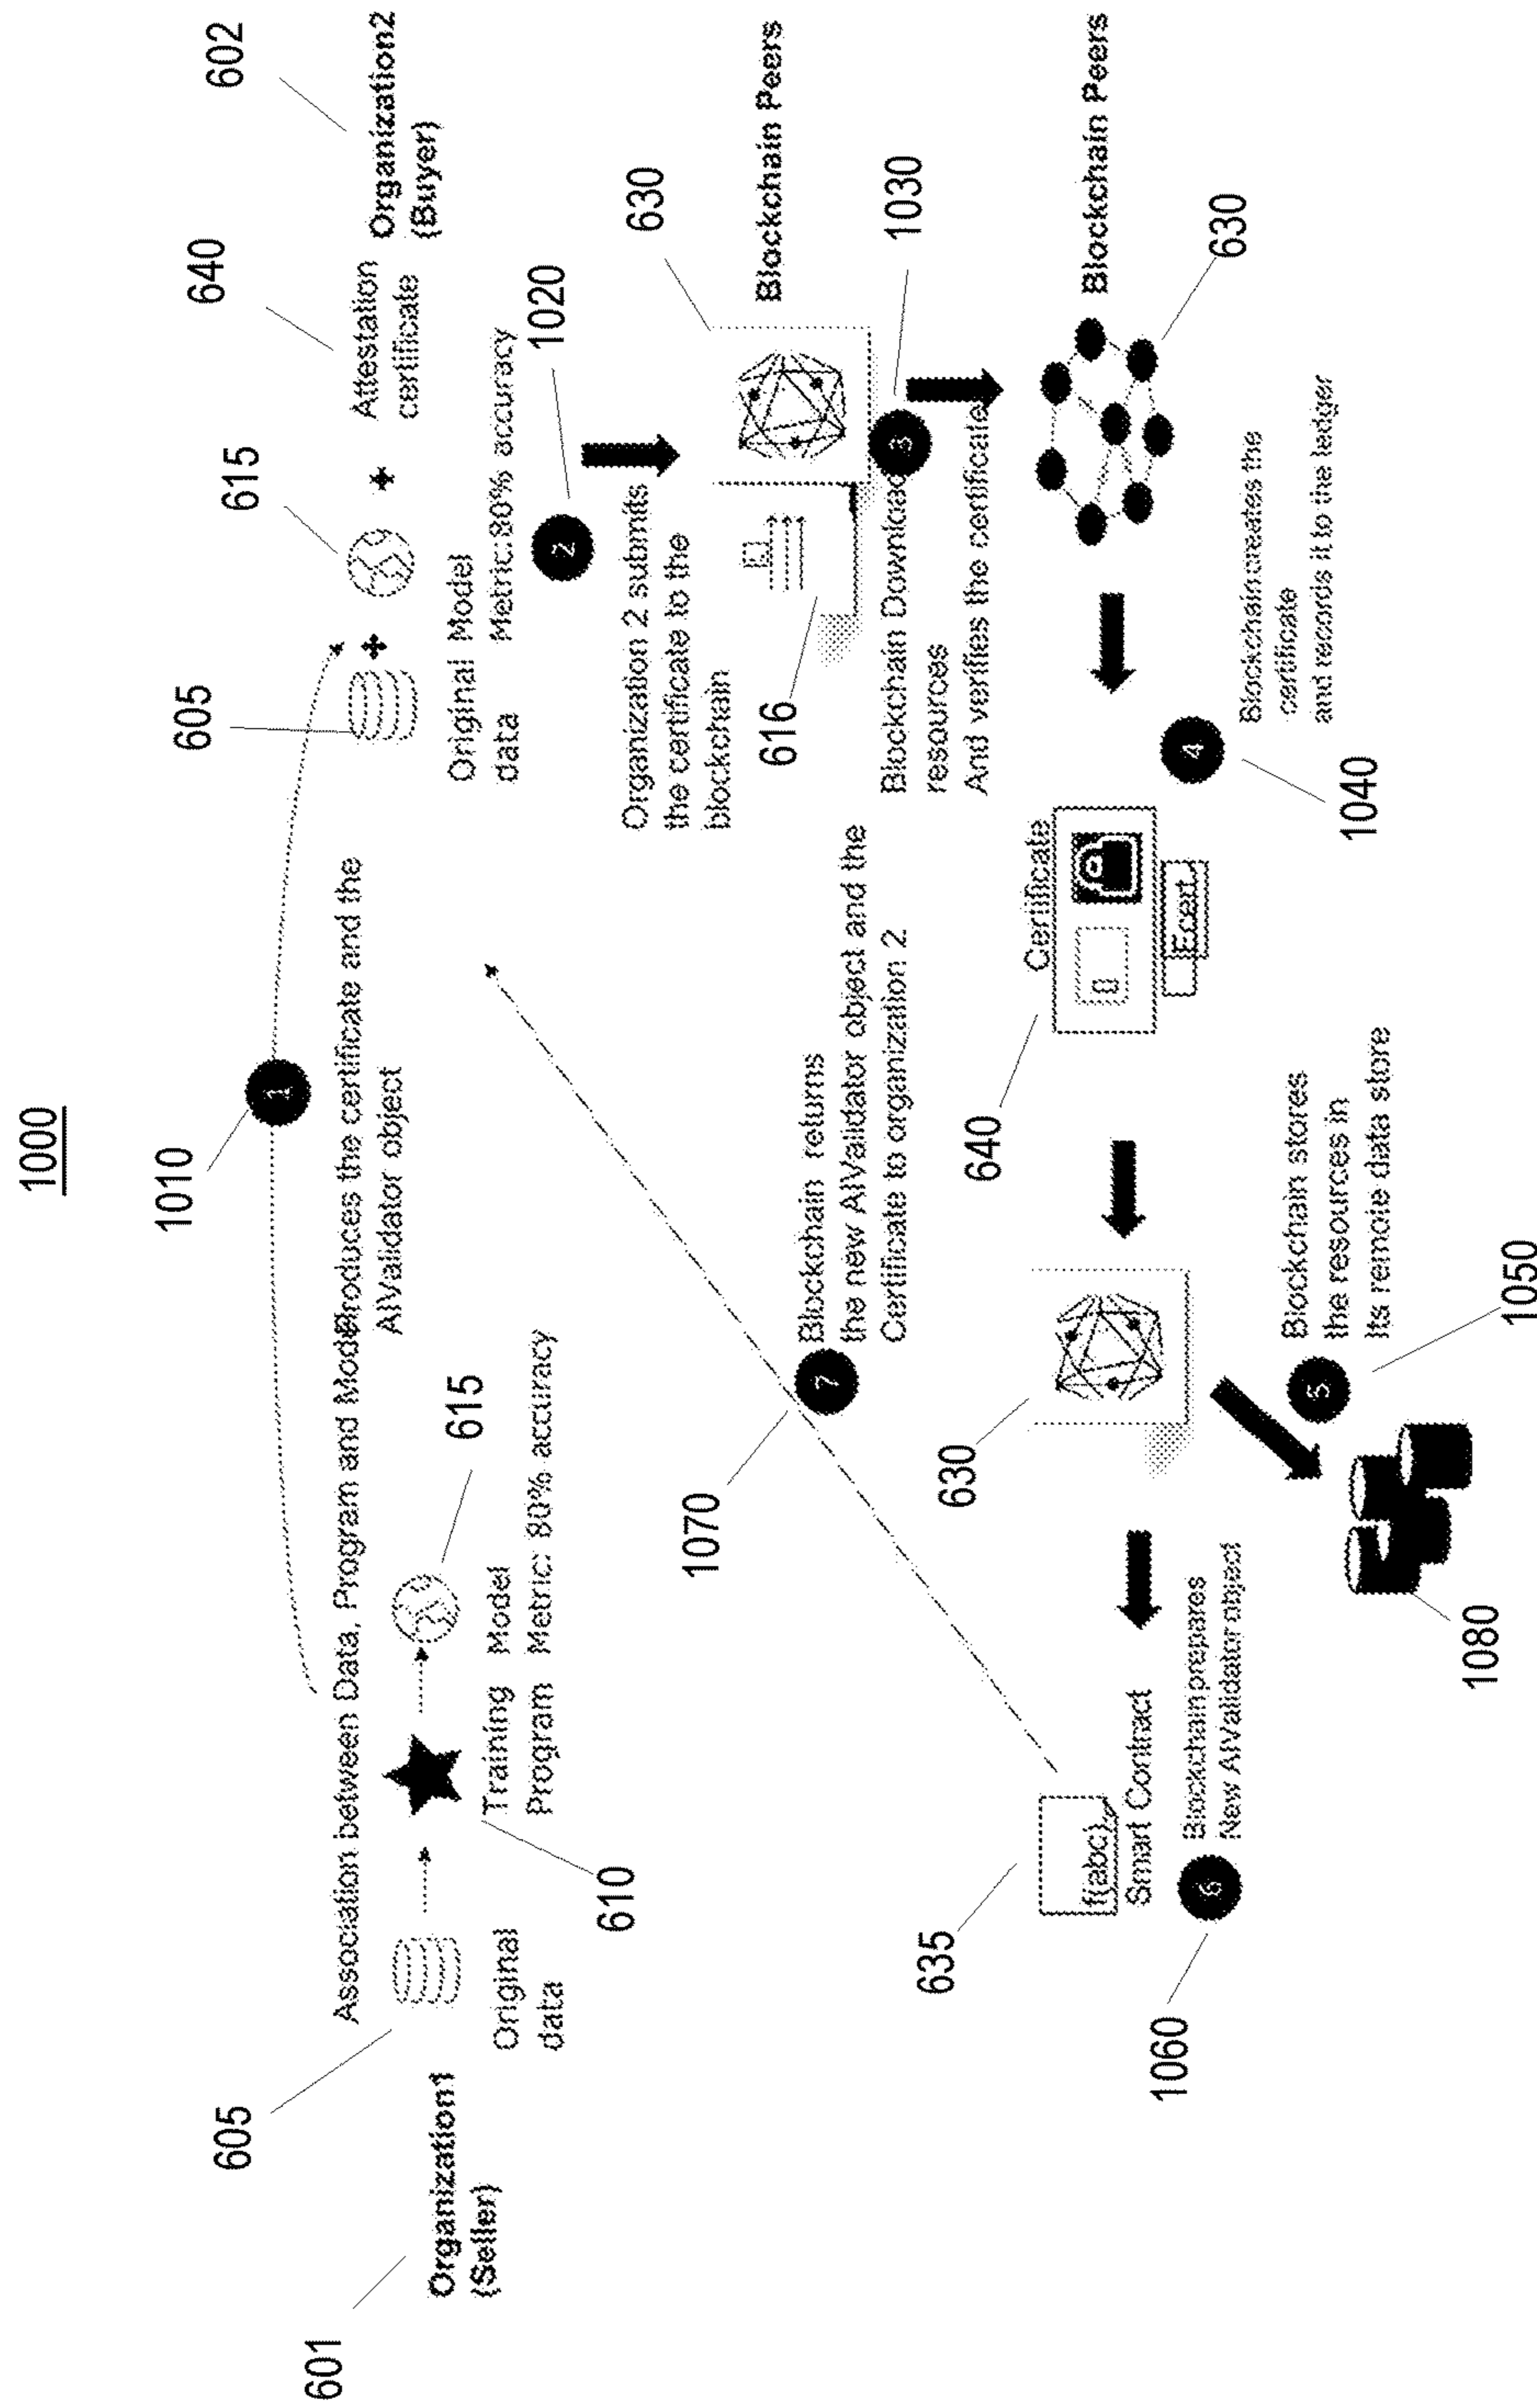 1000
1010
601
Organization1
(Seller)
605
Original
data
Association between Data, Program and Model
Produces the certificate and the
AIValidator object
610
Training
Program
615
Model
Metric: 80% accuracy
605
Original
data
615
Model
Metric: 80% accuracy
640
Attestation
certificate
602
Organization2
(Buyer)
2
1020
Organization 2 submits
the certificate to the
blockchain
616
630
Blockchain Peers
3
1030
Blockchain Download
resources
And verifies the certificate
Blockchain Peers
630
4
1040
Blockchain creates the
certificate
and records it to the ledger
640
Certificate
Ecert
630
5
1050
Blockchain stores
the resources in
Its remote data store
1080
635
f(abc)
Smart Contract
6
1060
Blockchain prepares
New AIValidator object
1070
7
Blockchain returns
the new AIValidator object and the
Certificate to organization 2
1